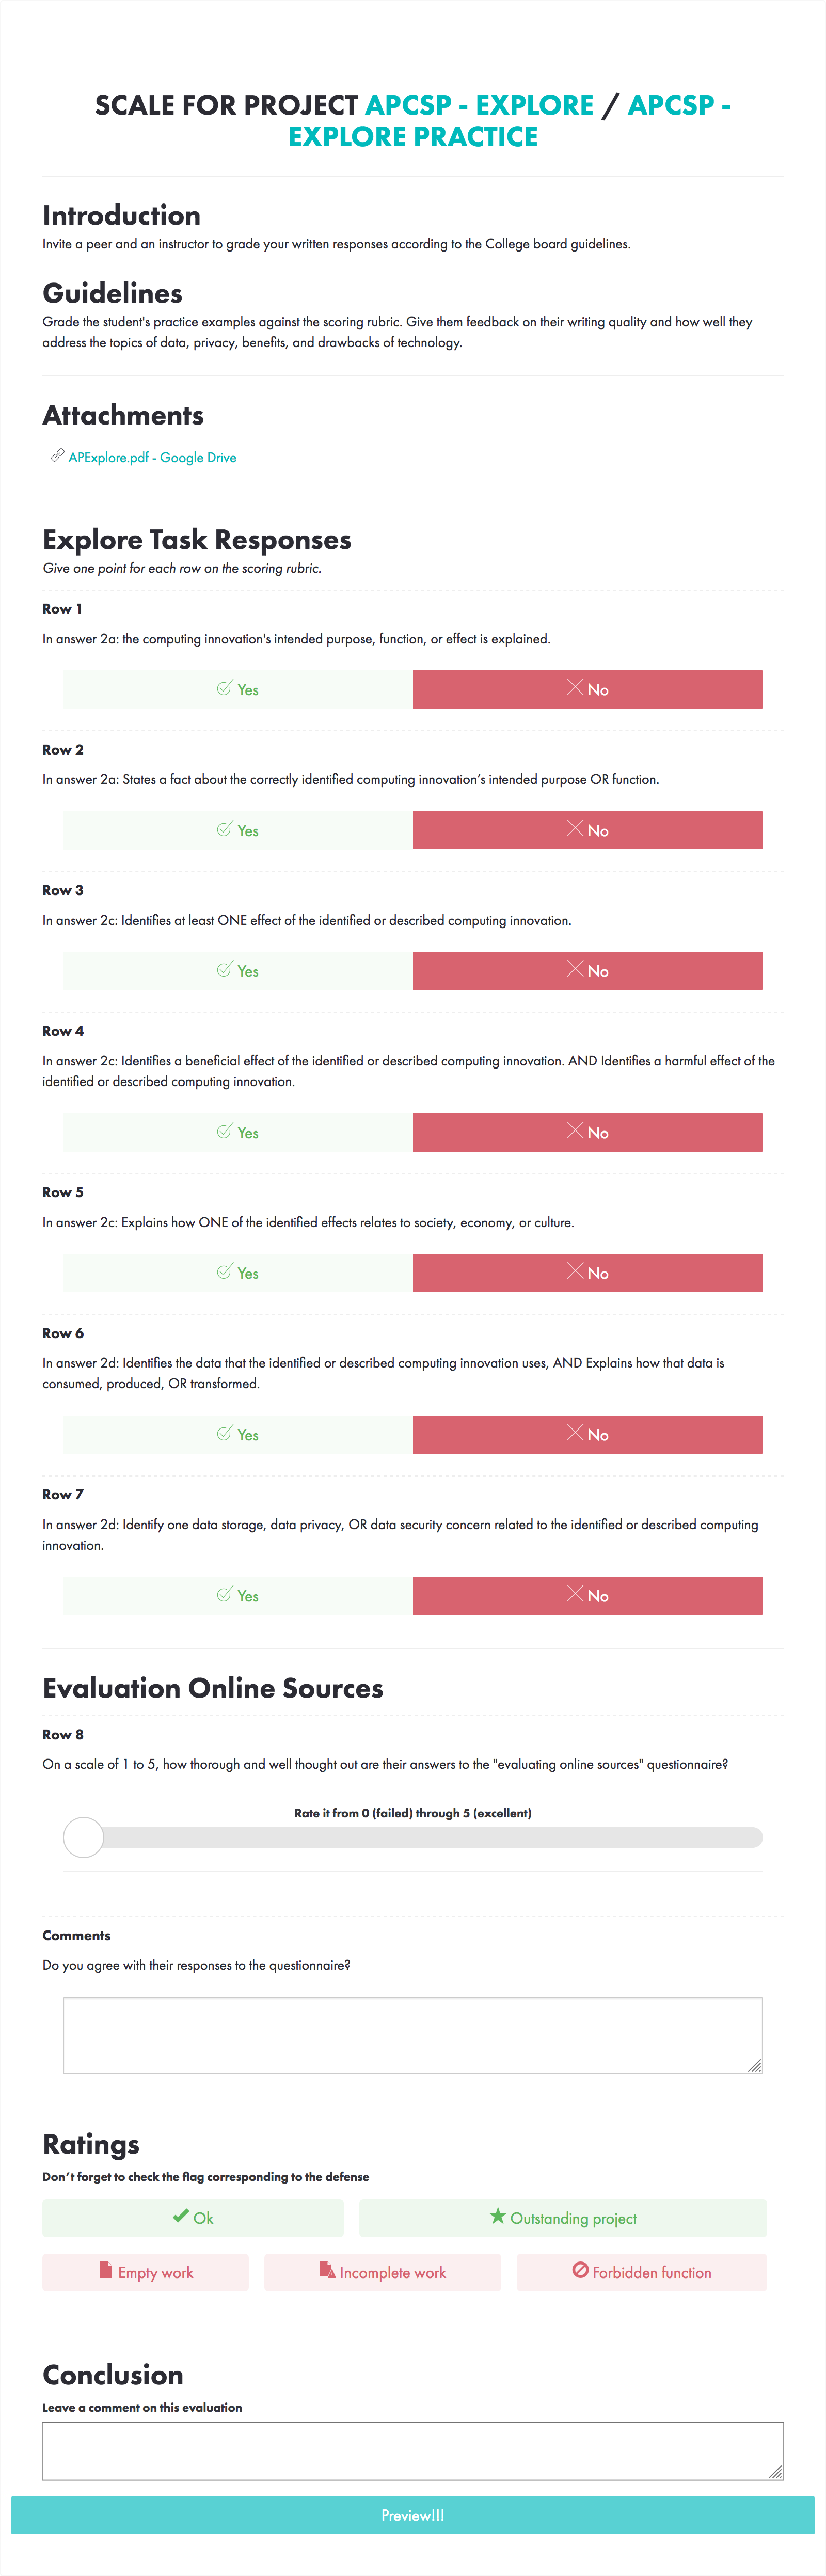 SCALE FOR PROJECT APCSP - EXPLORE / APCSP -
EXPLORE PRACTICE
Introduction
Invite a peer and an instructor to grade your written responses according to the College board guidelines.
Guidelines
Grade the student's practice examples against the scoring rubric. Give them feedback on their writing quality and how well they
address the topics of data, privacy, benefits, and drawbacks of technology.
Attachments
APExplore.pdf - Google Drive
Explore Task Responses
Give one point for each row on the scoring rubric.
Row 1
In answer 2a: the computing innovation's intended purpose, function, or effect is explained.
Yes No
Row 2
In answer 2a: States a fact about the correctly identified computing innovation’s intended purpose OR function.
Yes No
Row 3
In answer 2c: Identifies at least ONE effect of the identified or described computing innovation.
Yes No
Row 4
In answer 2c: Identifies a beneficial effect of the identified or described computing innovation. AND Identifies a harmful effect of the
identified or described computing innovation.
Yes No
Row 5
In answer 2c: Explains how ONE of the identified effects relates to society, economy, or culture.
Yes No
Row 6
In answer 2d: Identifies the data that the identified or described computing innovation uses, AND Explains how that data is
consumed, produced, OR transformed.
Yes No
Row 7
In answer 2d: Identify one data storage, data privacy, OR data security concern related to the identified or described computing
innovation.
Yes No
Evaluation Online Sources
Row 8
On a scale of 1 to 5, how thorough and well thought out are their answers to the "evaluating online sources" questionnaire?
Rate it from 0 (failed) through 5 (excellent)
Comments
Do you agree with their responses to the questionnaire?
Ratings
Don’t forget to check the flag corresponding to the defense
Ok Outstanding project
Empty work Incomplete work Forbidden function
Conclusion
Leave a comment on this evaluation
Preview!!!